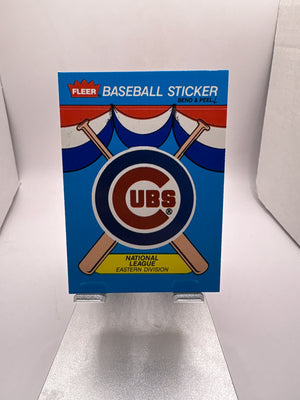 FLEER
BASEBALL STICKER
BEND & PEEL
CUBS®
NATIONAL
LEAGUE
EASTERN DIVISION